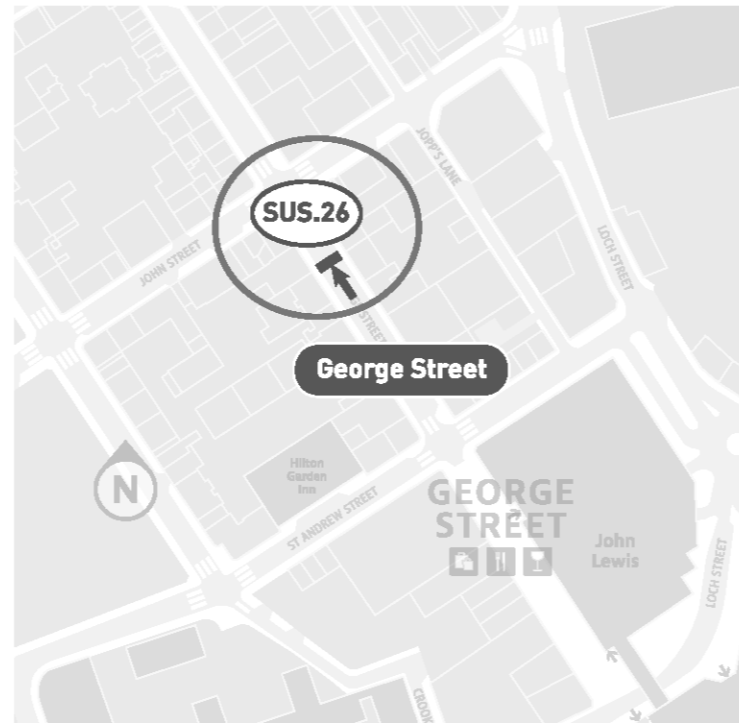 JOPP'S LANE
SUS.26
JOHN STREET
LOCH STREET
STREET
George Street
Hilton
Garden
Inn
N
GEORGE
STREET
ST ANDREW STREET
John
Lewis
LOCH STREET
CROOK